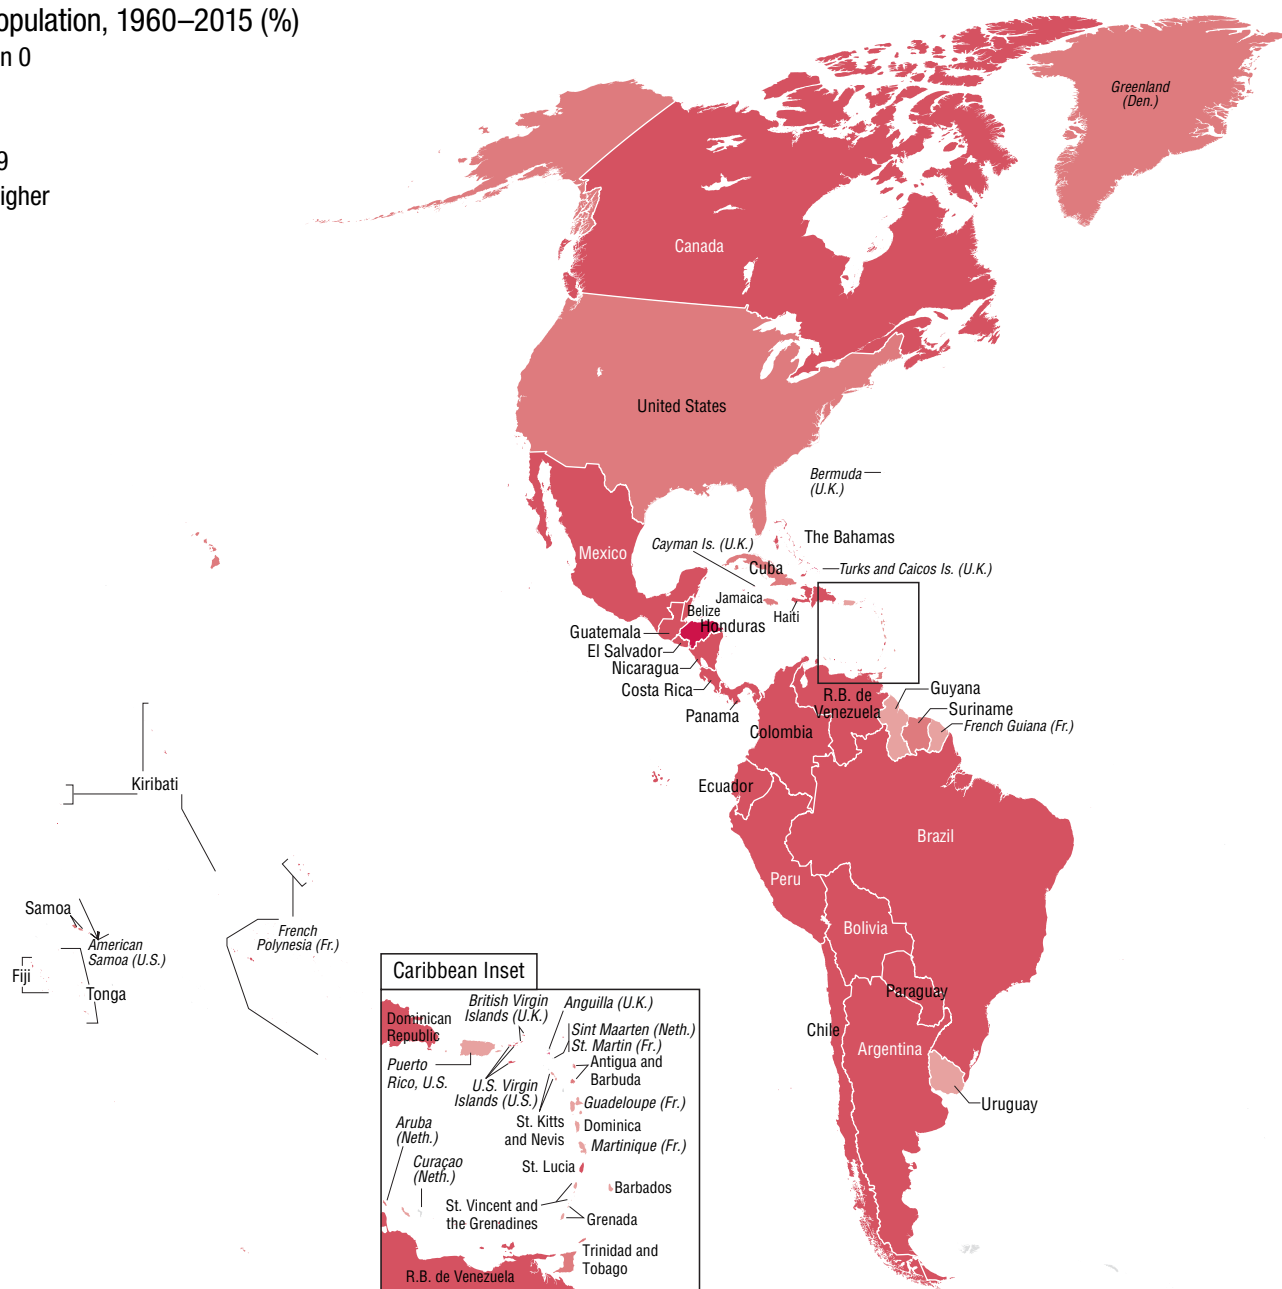 opulation, 1960–2015 (%)
n 0
9
igher
Greenland
(Den.)
Canada
United States
Bermuda
(U.K.)
The Bahamas
Cayman Is. (U.K.)
Mexico
Cuba
Turks and Caicos Is. (U.K.)
Jamaica
Belize
Haiti
Honduras
Guatemala
El Salvador
Nicaragua
Costa Rica
Panama
R.B. de
Venezuela
Guyana
Suriname
French Guiana (Fr.)
Colombia
Kiribati
Ecuador
Brazil
Peru
Samoa
American
Samoa (U.S.)
French
Polynesia (Fr.)
Bolivia
Fiji
Tonga
Paraguay
Chile
Argentina
Uruguay
Caribbean Inset
Dominican
Republic
British Virgin
Islands (U.K.)
Anguilla (U.K.)
Sint Maarten (Neth.)
St. Martin (Fr.)
Antigua and
Barbuda
Puerto
Rico, U.S.
U.S. Virgin
Islands (U.S.)
Guadeloupe (Fr.)
St. Kitts
and Nevis
Dominica
Martinique (Fr.)
Aruba
(Neth.)
Curaçao
(Neth.)
St. Lucia
Barbados
St. Vincent and
the Grenadines
Grenada
Trinidad and
Tobago
R.B. de Venezuela